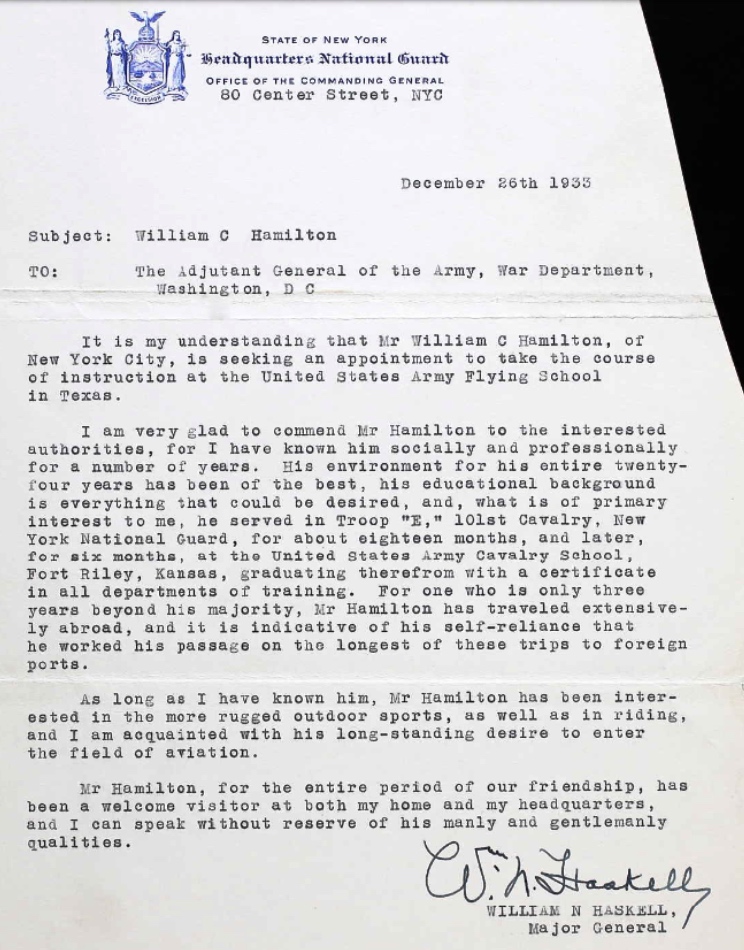 EXCELSIOR
STATE OF NEW YORK
Headquarters National Guard
OFFICE OF THE COMMANDING GENERAL
80 Center Street, NYC
December 26th 1933
Subject: William C Hamilton
TO: The Adjutant General of the Army, War Department,
Washington, D C
It is my understanding that Mr William C Hamilton, of
New York City, is seeking an appointment to take the course
of instruction at the United States Army Flying School
in Texas.
I am very glad to commend Mr Hamilton to the interested
authorities, for I have known him socially and professionally
for a number of years. His environment for his entire twenty-
four years has been of the best, his educational background
is everything that could be desired, and, what is of primary
interest to me, he served in Troop "E," 101st Cavalry, New
York National Guard, for about eighteen months, and later,
for six months, at the United States Army Cavalry School,
Fort Riley, Kansas, graduating therefrom with a certificate
in all departments of training. For one who is only three
years beyond his majority, Mr Hamilton has traveled extensive-
ly abroad, and it is indicative of his self-reliance that
he worked his passage on the longest of these trips to foreign
ports.
As long as I have known him, Mr Hamilton has been inter-
ested in the more rugged outdoor sports, as well as in riding,
and I am acquainted with his long-standing desire to enter
the field of aviation.
Mr Hamilton, for the entire period of our friendship, has
been a welcome visitor at both my home and my headquarters,
and I can speak without reserve of his manly and gentlemanly
qualities.
Wm. N. Haskell
WILLIAM N HASKELL,
Major General